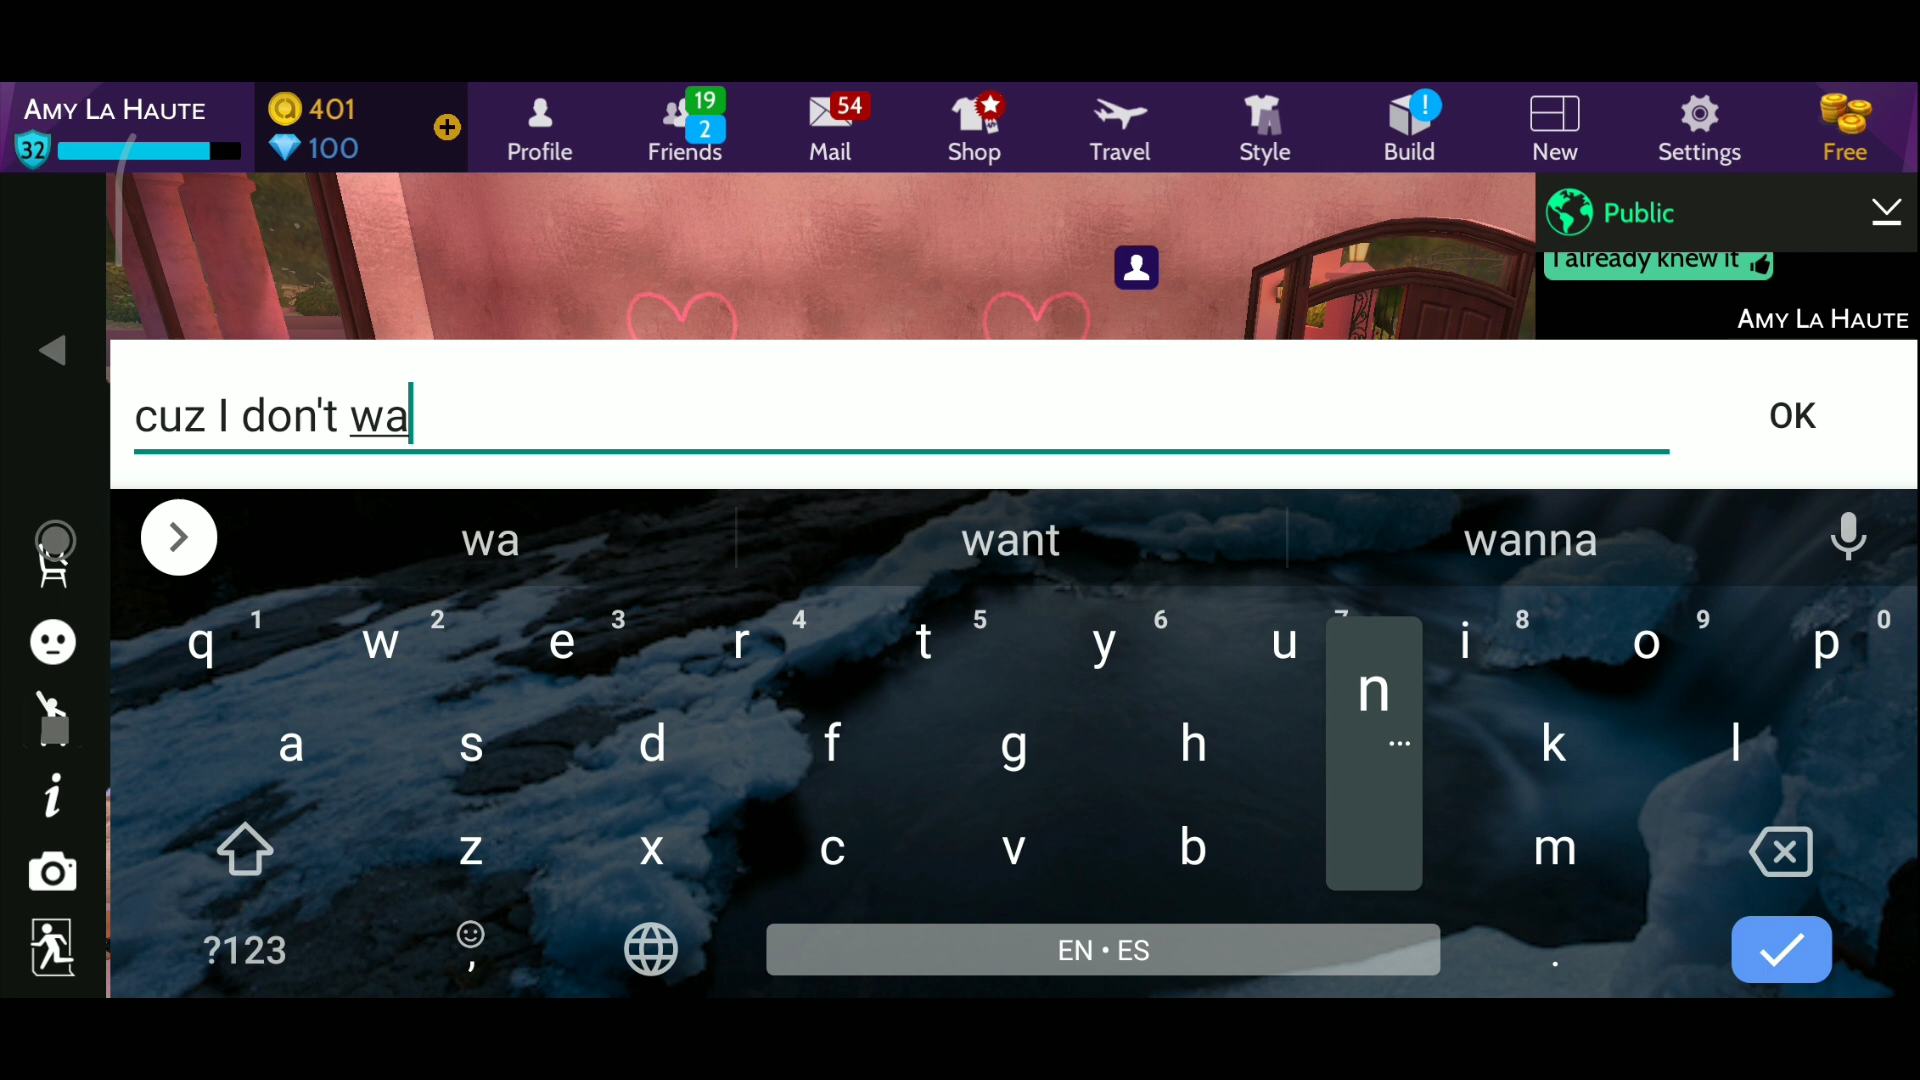 AMY LA HAUTE
32
401
100
Profile
19
2
Friends
54
Mail
Shop
Travel
Style
!
Build
New
Settings
Free
Public
I already knew it
AMY LA HAUTE
cuz I don't wa
OK
wa want wanna
1 2 3 4 5 6 7 8 9 0
q w e r t y u i o p
n
...
a s d f g h k l
z x c v b m
?123 , EN • ES .